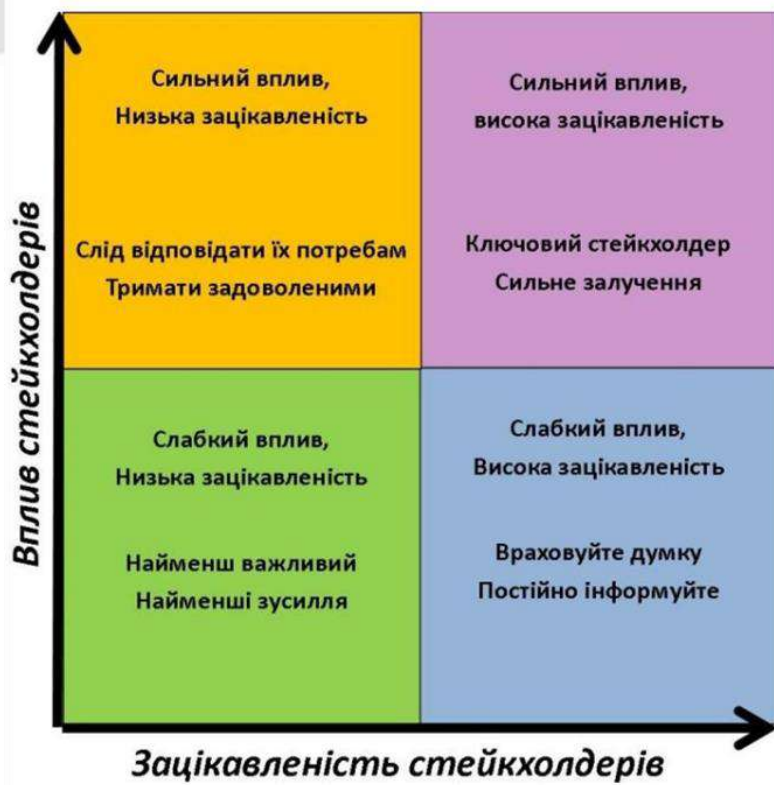 Вплив стейкхолдерів
Сильний вплив,
Низька зацікавленість
Слід відповідати їх потребам
Тримати задоволеними
Сильний вплив,
висока зацікавленість
Ключовий стейкхолдер
Сильне залучення
Слабкий вплив,
Низька зацікавленість
Найменш важливий
Найменші зусилля
Слабкий вплив,
Висока зацікавленість
Враховуйте думку
Постійно інформуйте
Зацікавленість стейкхолдерів